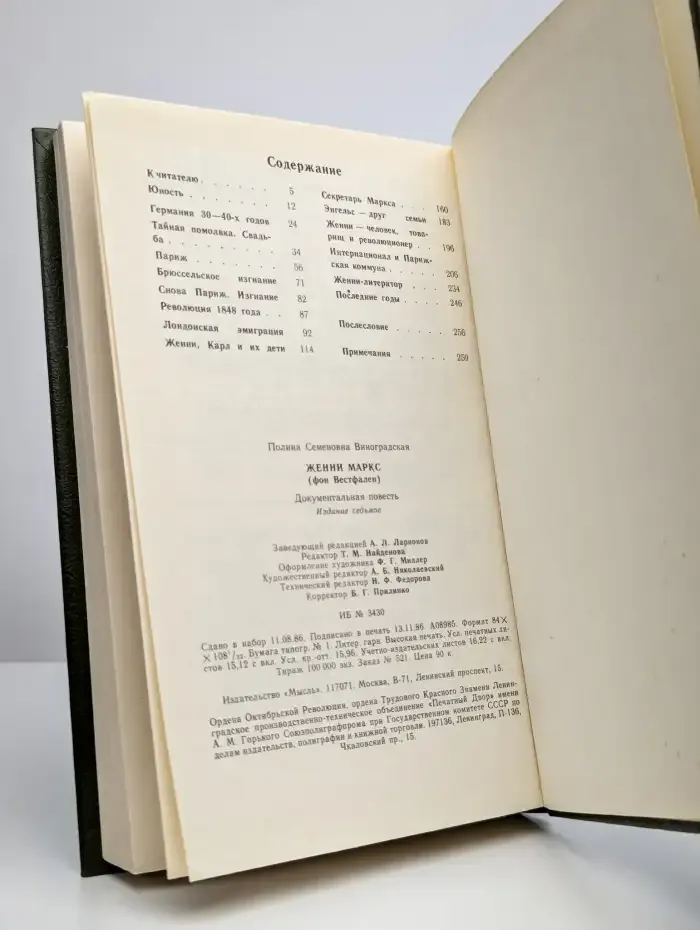 Содержание
К читателю . . . . . . 5
Юность . . . . . . . 12
Германия 30—40-х годов 24
Тайная помолвка. Свадь-
ба . . . . . . . . 34
Париж . . . . . . . 56
Брюссельское изгнание 71
Снова Париж. Изгнание 82
Революция 1848 года . . 87
Лондонская эмиграция 92
Женни, Карл и их дети 114
Секретарь Маркса . . . 160
Энгельс — друг семьи 183
Женни — человек, това-
рищ и революционер . . 196
Интернационал и Париж-
ская коммуна . . . . . 206
Женни-литератор . . . 234
Последние годы . . . . 246
Послесловие . . . . . 256
Примечания . . . . . 259
Полина Семеновна Виноградская
ЖЕННИ МАРКС
(фон Вестфален)
Документальная повесть
Издание седьмое
Заведующий редакцией А. Л. Ларионов
Редактор Т. М. Найденова
Оформление художника Ф. Г. Миллер
Художественный редактор А. Б. Николаевский
Технический редактор Н. Ф. Федорова
Корректор Б. Г. Прилипко
ИБ № 3430
Сдано в набор 11.08.86. Подписано в печать 13.11.86. А08985. Формат 84×
×108¹/₃₂. Бумага типогр. № 1. Литер. гарн. Высокая печать. Усл. печатных ли-
стов 15,12 с вкл. Усл. кр.-отт. 15,96. Учетно-издательских листов 16,22 с вкл.
Тираж 100 000 экз. Заказ № 521. Цена 90 к.
Издательство «Мысль». 117071. Москва, В-71, Ленинский проспект, 15.
Ордена Октябрьской Революции, ордена Трудового Красного Знамени Ленин-
градское производственно-техническое объединение «Печатный Двор» имени
А. М. Горького Союзполиграфпрома при Государственном комитете СССР по
делам издательств, полиграфии и книжной торговли. 197136, Ленинград, П-136,
Чкаловский пр., 15.